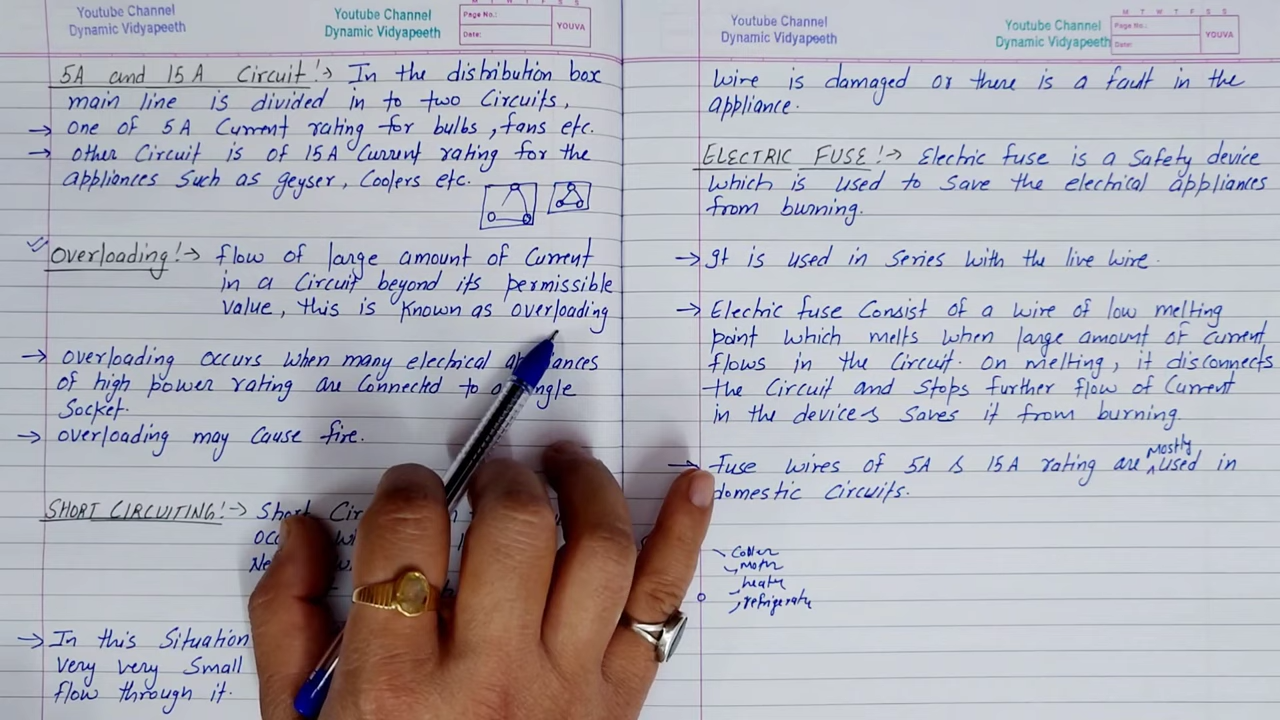 Youtube Channel
Dynamic Vidyapeeth
Youtube Channel
Dynamic Vidyapeeth
M T W T F S S
Page No.:
Date:
YOUVA
5A and 15A Circuit!→ In the distribution box
main line is divided in to two Circuits,
→ one of 5A Current rating for bulbs, fans etc.
→ other Circuit is of 15A Current rating for the
appliances Such as geyser, Coolers etc.
Overloading!→ flow of large amount of Current
in a Circuit beyond its permissible
value, this is known as overloading
→ overloading occurs when many electrical
of high power rating are Connected to a
Socket.
→ overloading may Cause fire.
SHORT CIRCUITING!→ Short Cir
→ In this Situation
very very Small
flow through it.
Youtube Channel
Dynamic Vidyapeeth
Youtube Channel
Dynamic Vidyapeeth
M T W T F S S
Page No.:
Date:
YOUVA
wire is damaged or there is a fault in the
appliance.
ELECTRIC FUSE!→ Electric fuse is a Safety device
which is used to Save the electrical appliances
from burning.
→ It is used in Series with the live wire.
→ Electric fuse Consist of a wire of low melting
point which melts when large amount of Current
flows in the Circuit. on melting, it disconnects
the Circuit and Stops further flow of Current
in the device & Saves it from burning.
→ Fuse wires of 5A & 15A rating are mostly used in
domestic Circuits.